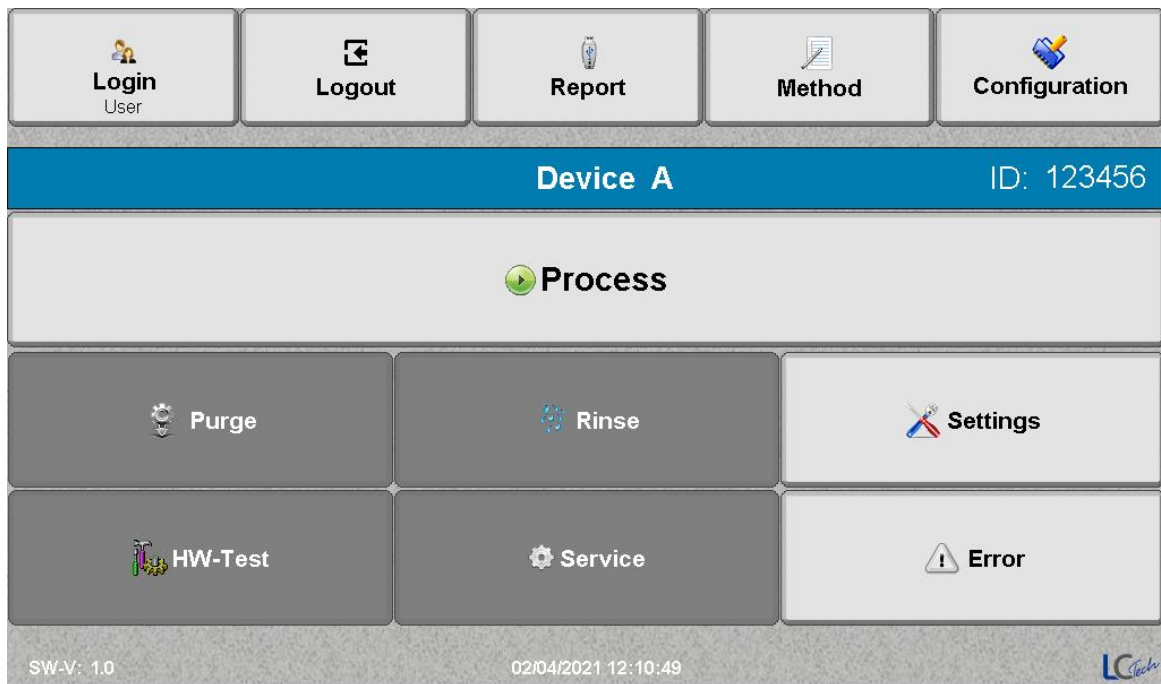 Login
User
Logout
Report
Method
Configuration
Device A
ID: 123456
Process
Purge
Rinse
Settings
HW-Test
Service
Error
SW-V: 1.0
02/04/2021 12:10:49
LCTech